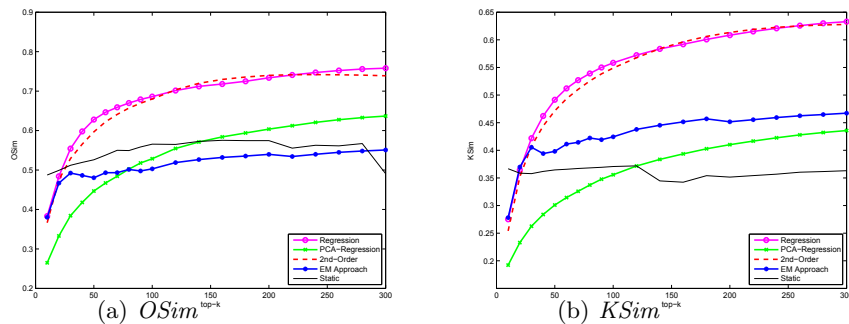 0.9
0.8
0.7
0.6
0.5
0.4
0.3
0.2
OSim
0 50 100 150 200 250 300
top-k
Regression
PCA−Regression
2nd−Order
EM Approach
Static
(a) OSim
0.65
0.6
0.55
0.5
0.45
0.4
0.35
0.3
0.25
0.2
KSim
0 50 100 150 200 250 300
top-k
Regression
PCA−Regression
2nd−Order
EM Approach
Static
(b) KSim